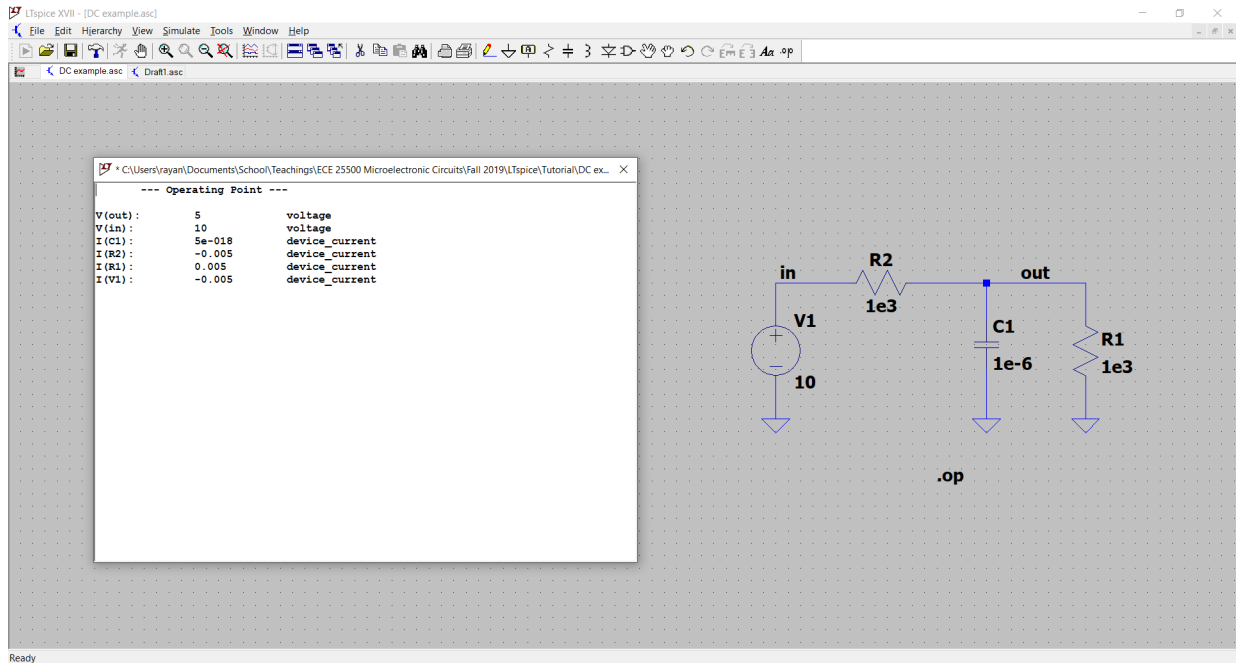 LTspice XVII - [DC example.asc]
File Edit Hierarchy View Simulate Tools Window Help
Aa .op
DC example.asc Draft1.asc
* C:\Users\rayan\Documents\School\Teachings\ECE 25500 Microelectronic Circuits\Fall 2019\LTspice\Tutorial\DC ex...
--- Operating Point ---
V(out): 5 voltage
V(in): 10 voltage
I(C1): 5e-018 device_current
I(R2): -0.005 device_current
I(R1): 0.005 device_current
I(V1): -0.005 device_current
in
R2
out
1e3
V1
10
C1
1e-6
R1
1e3
.op
Ready